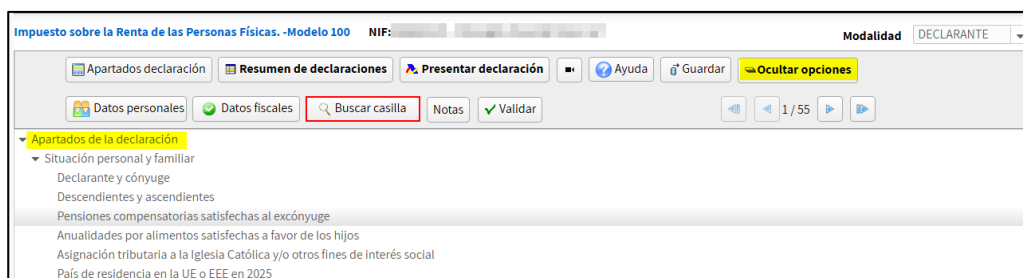 Impuesto sobre la Renta de las Personas Físicas. -Modelo 100 NIF: Modalidad DECLARANTE
Apartados declaración Resumen de declaraciones Presentar declaración Ayuda Guardar Ocultar opciones
Datos personales Datos fiscales Buscar casilla Notas Validar 1 / 55
Apartados de la declaración
Situación personal y familiar
Declarante y cónyuge
Descendientes y ascendientes
Pensiones compensatorias satisfechas al excónyuge
Anualidades por alimentos satisfechas a favor de los hijos
Asignación tributaria a la Iglesia Católica y/o otros fines de interés social
País de residencia en la UE o EEE en 2025